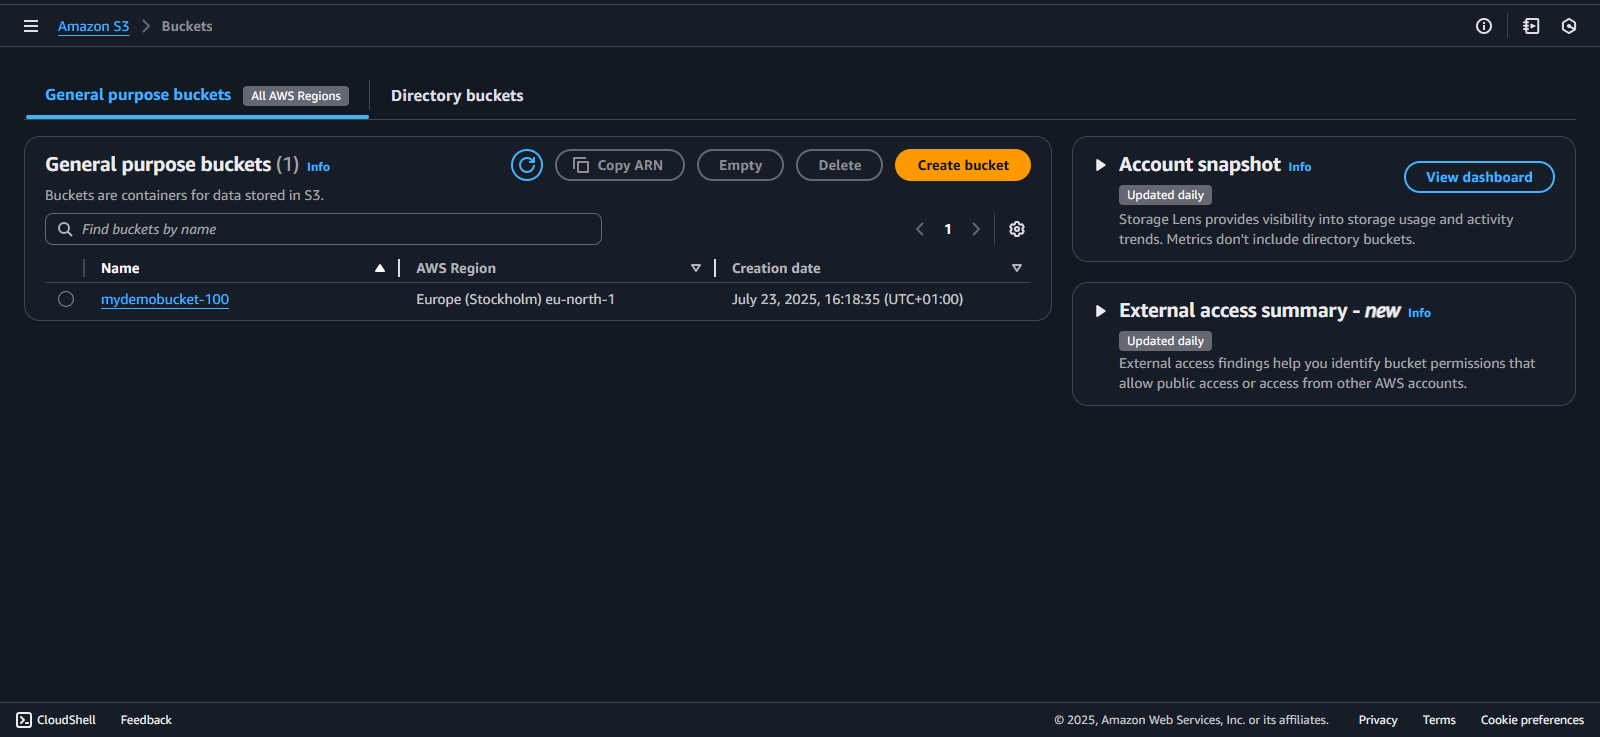 Amazon S3 > Buckets
General purpose buckets All AWS Regions Directory buckets
General purpose buckets (1) Info
Copy ARN Empty Delete Create bucket
Buckets are containers for data stored in S3.
Find buckets by name
1
Name AWS Region Creation date
mydemobucket-100 Europe (Stockholm) eu-north-1 July 23, 2025, 16:18:35 (UTC+01:00)
Account snapshot Info
View dashboard
Updated daily
Storage Lens provides visibility into storage usage and activity
trends. Metrics don't include directory buckets.
External access summary - new Info
Updated daily
External access findings help you identify bucket permissions that
allow public access or access from other AWS accounts.
CloudShell Feedback © 2025, Amazon Web Services, Inc. or its affiliates. Privacy Terms Cookie preferences